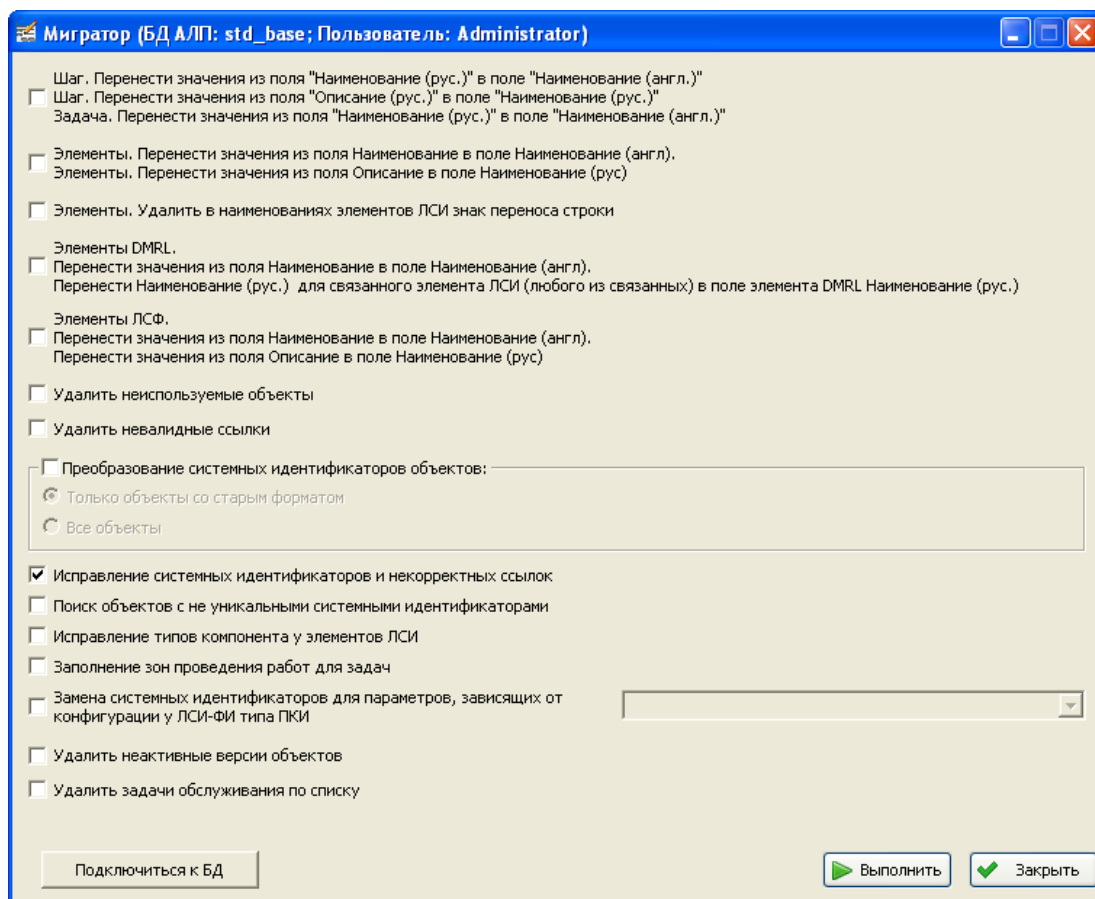 Мигратор (БД АЛП: std_base; Пользователь: Administrator)
Шаг. Перенести значения из поля "Наименование (рус.)" в поле "Наименование (англ.)"
Шаг. Перенести значения из поля "Описание (рус.)" в поле "Наименование (рус.)"
Задача. Перенести значения из поля "Наименование (рус.)" в поле "Наименование (англ.)"
Элементы. Перенести значения из поля Наименование в поле Наименование (англ).
Элементы. Перенести значения из поля Описание в поле Наименование (рус)
Элементы. Удалить в наименованиях элементов ЛСИ знак переноса строки
Элементы DMRL.
Перенести значения из поля Наименование в поле Наименование (англ).
Перенести Наименование (рус.) для связанного элемента ЛСИ (любого из связанных) в поле элемента DMRL Наименование (рус.)
Элементы ЛСФ.
Перенести значения из поля Наименование в поле Наименование (англ).
Перенести значения из поля Описание в поле Наименование (рус)
Удалить неиспользуемые объекты
Удалить невалидные ссылки
Преобразование системных идентификаторов объектов:
Только объекты со старым форматом
Все объекты
Исправление системных идентификаторов и некорректных ссылок
Поиск объектов с не уникальными системными идентификаторами
Исправление типов компонента у элементов ЛСИ
Заполнение зон проведения работ для задач
Замена системных идентификаторов для параметров, зависящих от
конфигурации у ЛСИ-ФИ типа ПКИ
Удалить неактивные версии объектов
Удалить задачи обслуживания по списку
Подключиться к БД
Выполнить
Закрыть